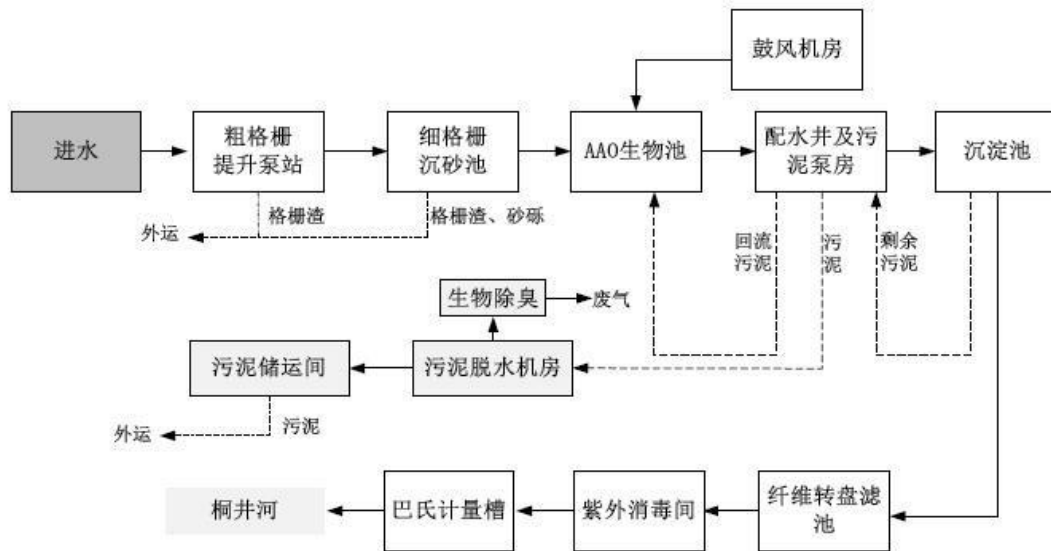 鼓风机房
进水
粗格栅
提升泵站
细格栅
沉砂池
AAO生物池
配水井及污
泥泵房
沉淀池
格栅渣
格栅渣、砂砾
外运
回流
污泥
污
泥
剩余
污泥
生物除臭
废气
污泥储运间
污泥脱水机房
污泥
外运
桐井河
巴氏计量槽
紫外消毒间
纤维转盘滤
池